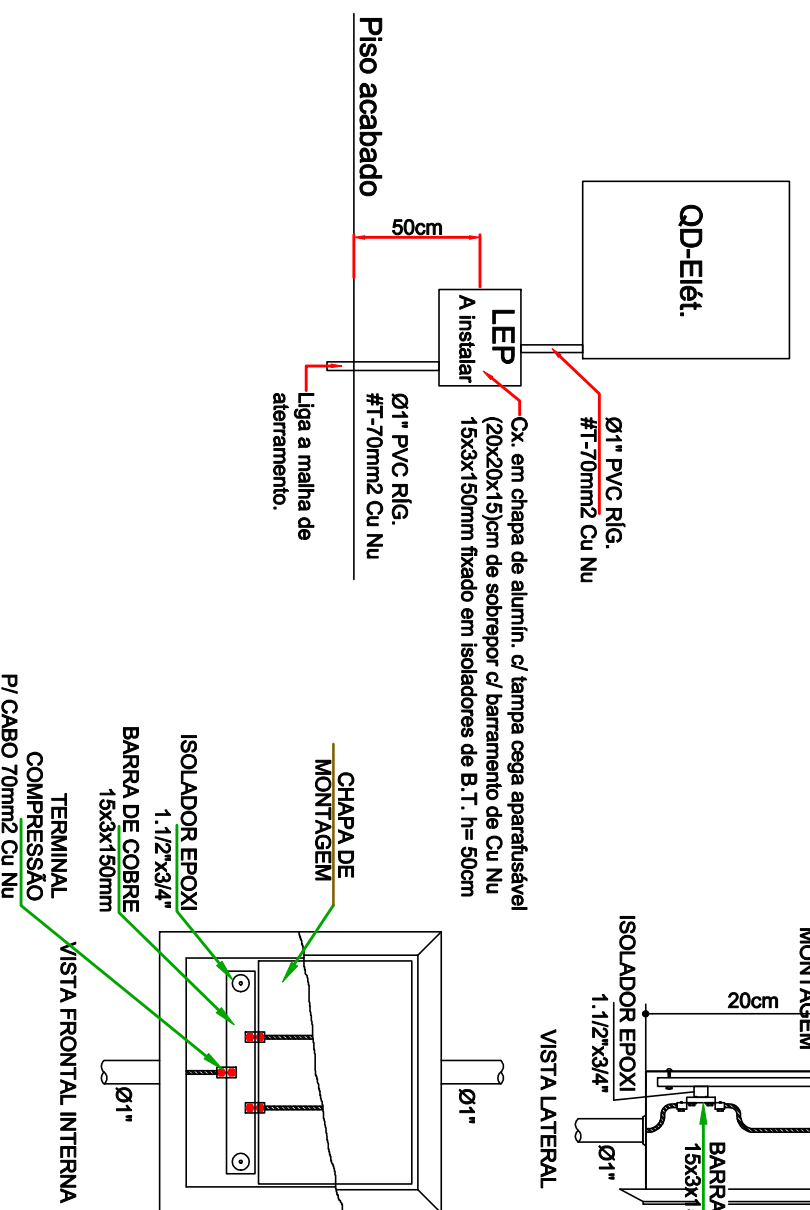 QD-Elét.
Ø1" PVC RÍG.
#T-70mm2 Cu Nu
LEP
A instalar
Cx. em chapa de alumín. c/ tampa cega aparafusável
(20x20x15)cm de sobrepor c/ barramento de Cu Nu
15x3x150mm fixado em isoladores de B.T. h= 50cm
50cm
Piso acabado
Ø1" PVC RÍG.
#T-70mm2 Cu Nu
Liga a malha de
aterramento.
MONTAGEM
20cm
ISOLADOR EPOXI
1.1/2"x3/4"
BARRA
15x3x1
Ø1"
VISTA LATERAL
CHAPA DE
MONTAGEM
ISOLADOR EPOXI
1.1/2"x3/4"
BARRA DE COBRE
15x3x150mm
TERMINAL
COMPRESSÃO
P/ CABO 70mm2 Cu Nu
Ø1"
Ø1"
VISTA FRONTAL INTERNA